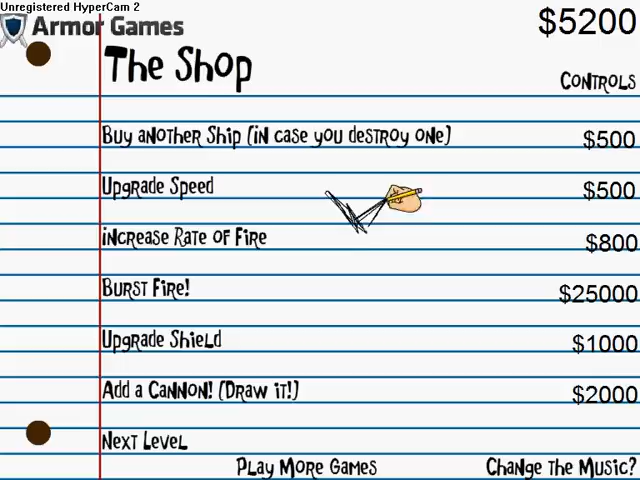 Unregistered HyperCam 2
Armor Games
$5200
The Shop
Controls
Buy another Ship (in case you destroy one) $500
Upgrade Speed $500
increase Rate of Fire $800
Burst Fire! $25000
Upgrade Shield $1000
Add a Cannon! (Draw it!) $2000
Next Level
Play More Games Change the Music?